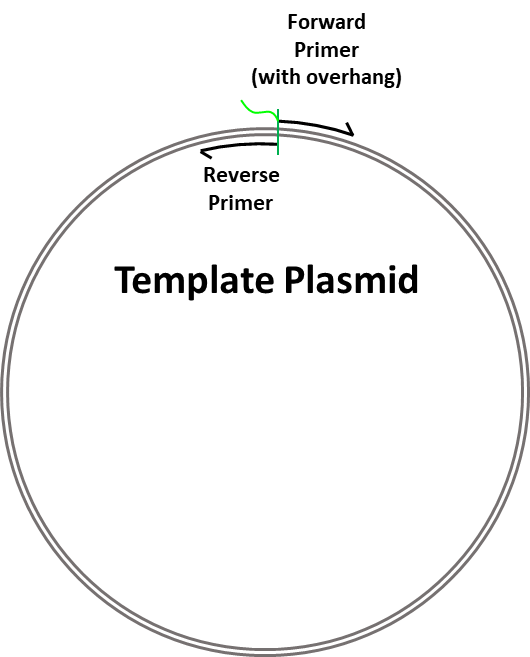 Forward
Primer
(with overhang)
Reverse
Primer
Template Plasmid